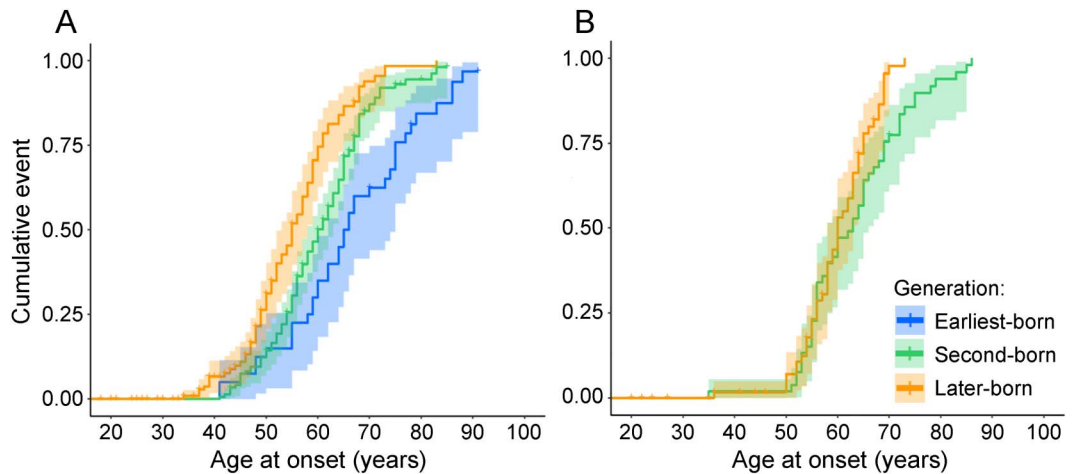 A
B
1.00
0.75
0.50
0.25
0.00
Cumulative event
20 30 40 50 60 70 80 90 100
Age at onset (years)
1.00
0.75
0.50
0.25
0.00
20 30 40 50 60 70 80 90 100
Age at onset (years)
Generation:
Earliest-born
Second-born
Later-born